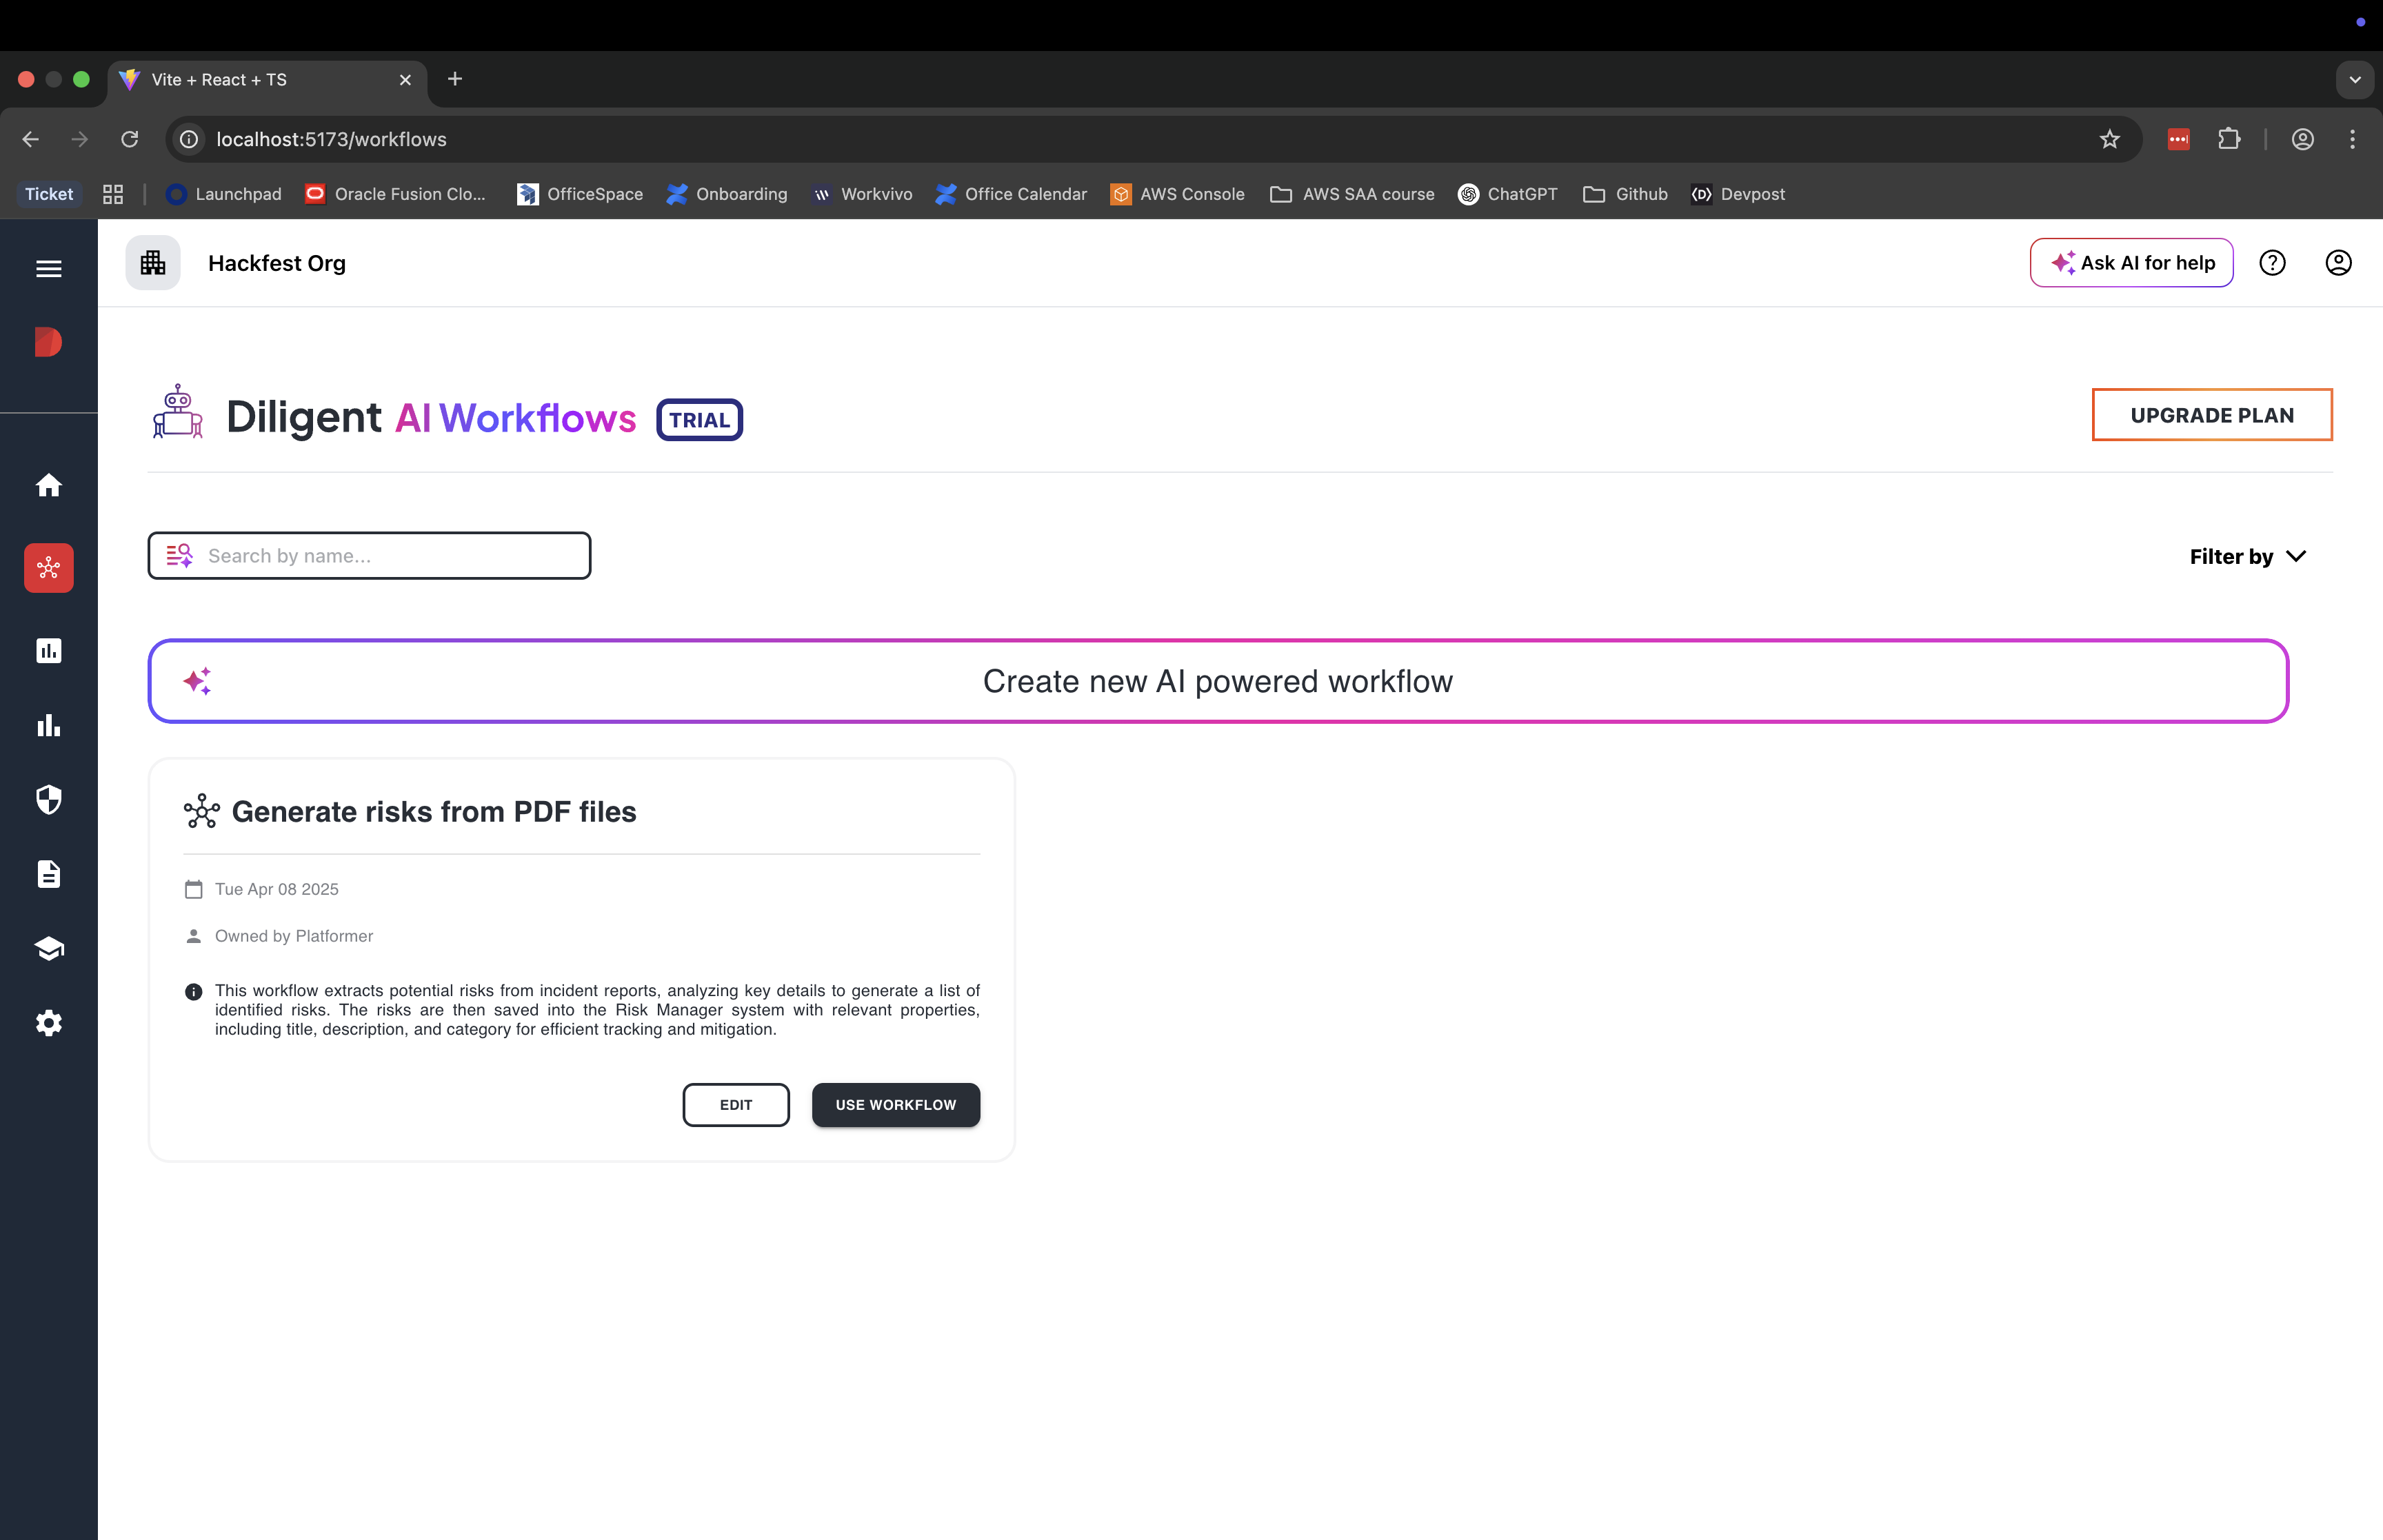 Vite + React + TS
localhost:5173/workflows
Ticket
Launchpad
Oracle Fusion Clo...
OfficeSpace
Onboarding
Workvivo
Office Calendar
AWS Console
AWS SAA course
ChatGPT
Github
Devpost
Hackfest Org
Ask AI for help
Diligent AI Workflows TRIAL
UPGRADE PLAN
Search by name...
Filter by
Create new AI powered workflow
Generate risks from PDF files
Tue Apr 08 2025
Owned by Platformer
This workflow extracts potential risks from incident reports, analyzing key details to generate a list of
identified risks. The risks are then saved into the Risk Manager system with relevant properties,
including title, description, and category for efficient tracking and mitigation.
EDIT
USE WORKFLOW